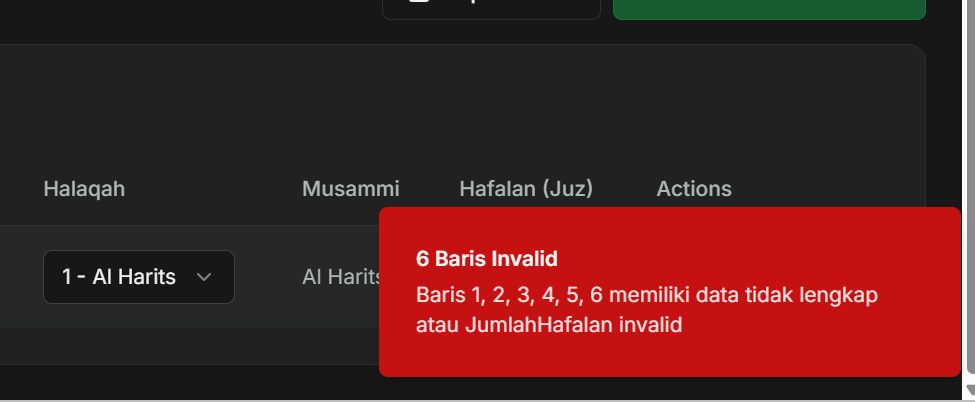 Halaqah Musammi Hafalan (Juz) Actions
1 - Al Harits Al Harits
6 Baris Invalid
Baris 1, 2, 3, 4, 5, 6 memiliki data tidak lengkap
atau JumlahHafalan invalid